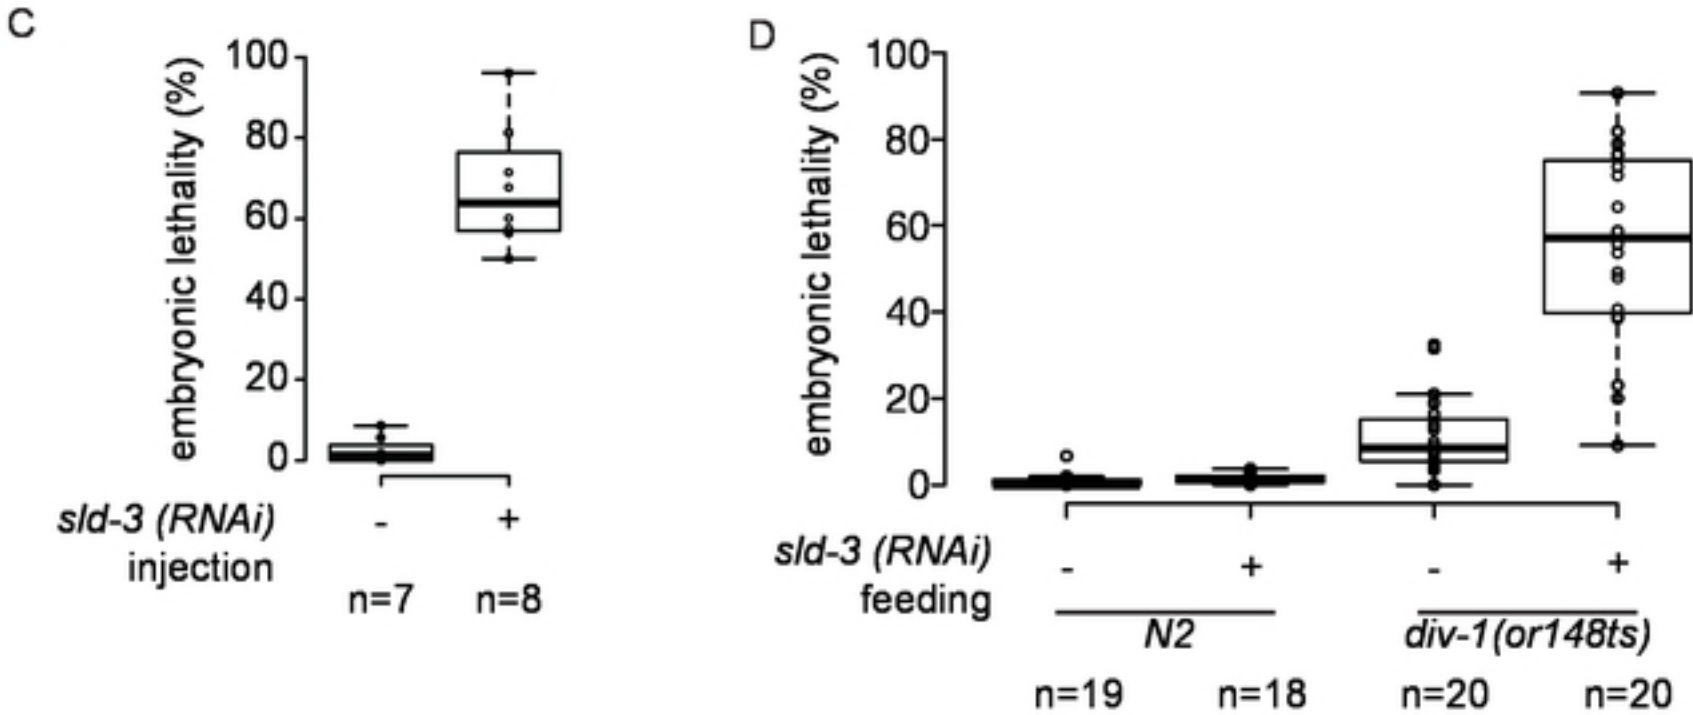 C
embryonic lethality (%)
100
80
60
40
20
0
sld-3 (RNAi) - +
injection
n=7 n=8
D
embryonic lethality (%)
100
80
60
40
20
0
sld-3 (RNAi) - + - +
feeding
N2 div-1(or148ts)
n=19 n=18 n=20 n=20